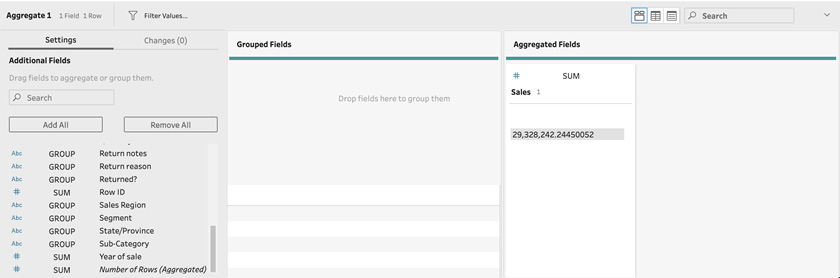 Aggregate 1 1 Field 1 Row Filter Values... Search
Settings Changes (0)
Additional Fields
Drag fields to aggregate or group them.
Search
Add All Remove All
Abc GROUP Return notes
Abc GROUP Return reason
Abc GROUP Returned?
# SUM Row ID
Abc GROUP Sales Region
Abc GROUP Segment
Abc GROUP State/Province
Abc GROUP Sub-Category
# SUM Year of sale
# SUM Number of Rows (Aggregated)
Grouped Fields
Drop fields here to group them
Aggregated Fields
# SUM
Sales 1
29,328,242.24450052